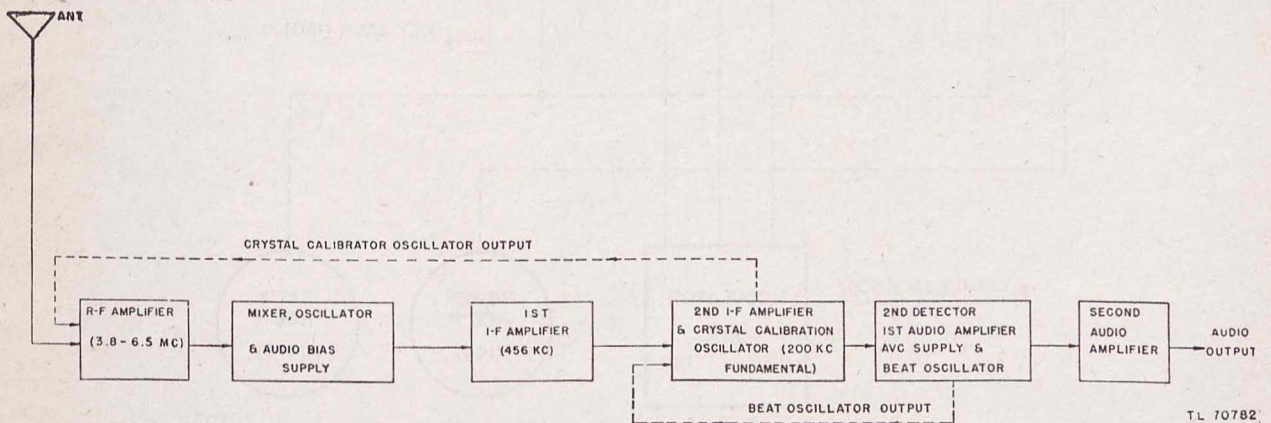 ANT.
CRYSTAL CALIBRATOR OSCILLATOR OUTPUT
R-F AMPLIFIER
(3.8 - 6.5 MC)
MIXER, OSCILLATOR
& AUDIO BIAS
SUPPLY
1ST
I-F AMPLIFIER
(456 KC)
2ND I-F AMPLIFIER
& CRYSTAL CALIBRATION
OSCILLATOR (200 KC
FUNDAMENTAL)
2ND DETECTOR
1ST AUDIO AMPLIFIER
AVC SUPPLY &
BEAT OSCILLATOR
SECOND
AUDIO
AMPLIFIER
AUDIO
OUTPUT
BEAT OSCILLATOR OUTPUT
TL 70782